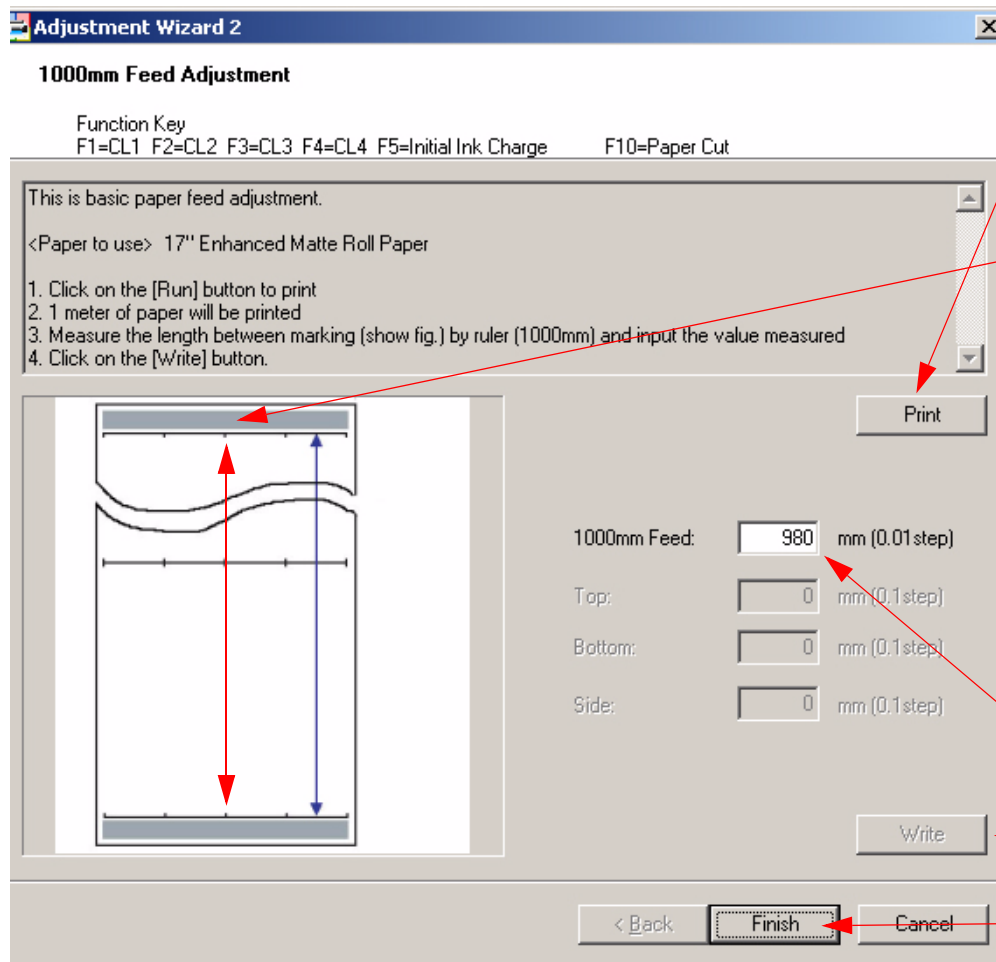 Adjustment Wizard 2
1000mm Feed Adjustment
Function Key
F1=CL1 F2=CL2 F3=CL3 F4=CL4 F5=Initial Ink Charge F10=Paper Cut
This is basic paper feed adjustment.
<Paper to use> 17" Enhanced Matte Roll Paper
1. Click on the [Run] button to print
2. 1 meter of paper will be printed
3. Measure the length between marking (show fig.) by ruler (1000mm) and input the value measured
4. Click on the [Write] button.
Print
1000mm Feed: 980 mm (0.01step)
Top: 0 mm (0.1step)
Bottom: 0 mm (0.1step)
Side: 0 mm (0.1step)
Write
< Back Finish Cancel